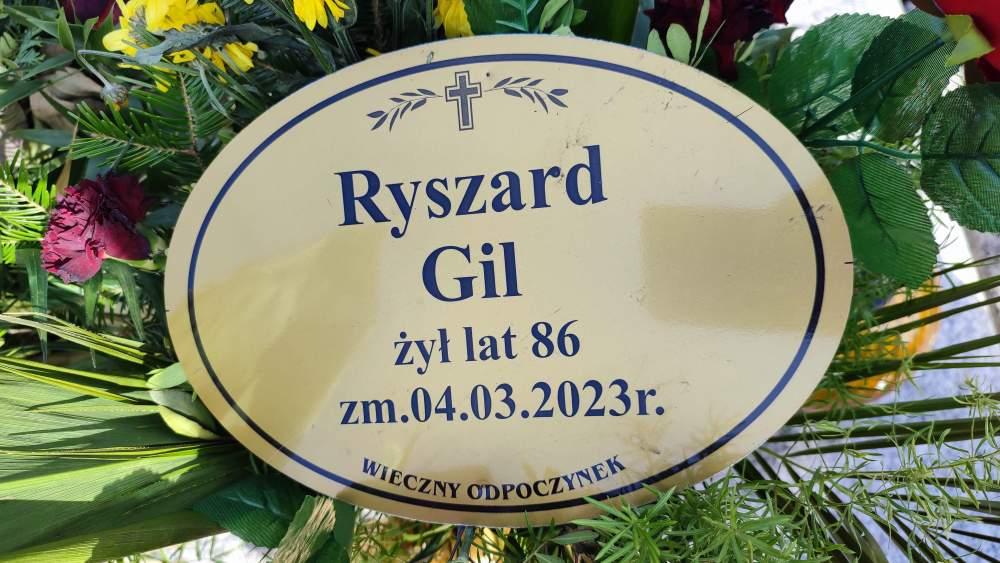 Ryszard
Gil
żył lat 86
zm.04.03.2023r.
WIECZNY ODPOCZYNEK